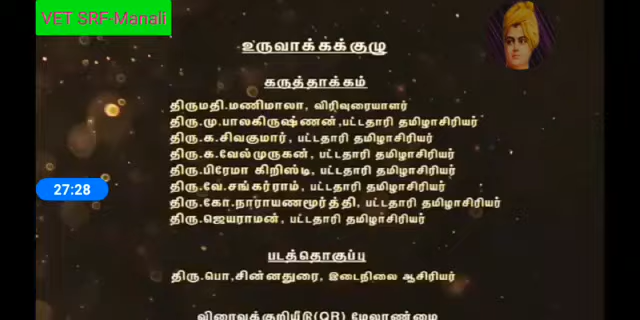 VET SRF-Manali
உருவாக்கக்குழு
கருத்தாக்கம்
திருமதி.மணிமாலா, விரிவுரையாளர்
திரு.மு.பாலகிருஷ்ணன்,பட்டதாரி தமிழாசிரியர்
திரு.க.சிவகுமார், பட்டதாரி தமிழாசிரியர்
திரு.க.வேல்முருகன், பட்டதாரி தமிழாசிரியர்
திரு.பிரேமா கிறிஸ்டி, பட்டதாரி தமிழாசிரியர்
27:28
திரு.வே.சங்கர்ராம், பட்டதாரி தமிழாசிரியர்
திரு.கோ.நாராயணமூர்த்தி, பட்டதாரி தமிழாசிரியர்
திரு.ஜெயராமன், பட்டதாரி தமிழாசிரியர்
படத்தொகுப்பு
திரு.பொ,சின்னதுரை, இடைநிலை ஆசிரியர்
விரைவுக்குறியீடு(QR) மேலாண்மை